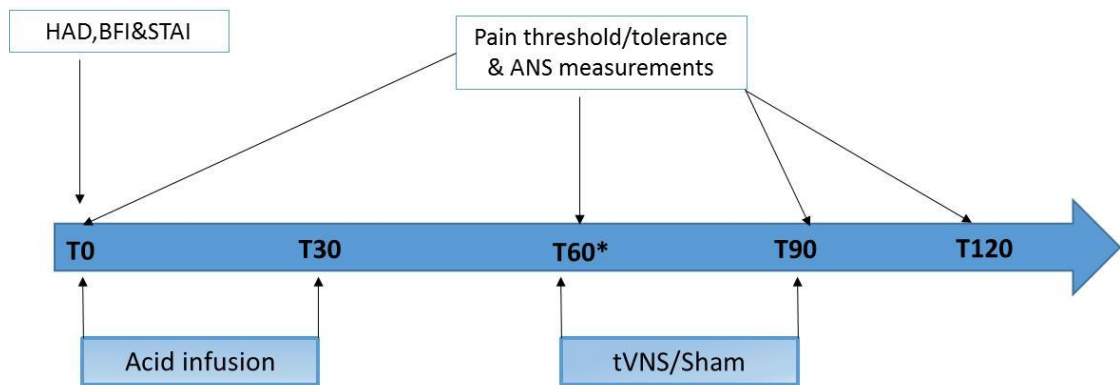 HAD,BFI&STAI
Pain threshold/tolerance
& ANS measurements
T0
T30
T60*
T90
T120
Acid infusion
tVNS/Sham